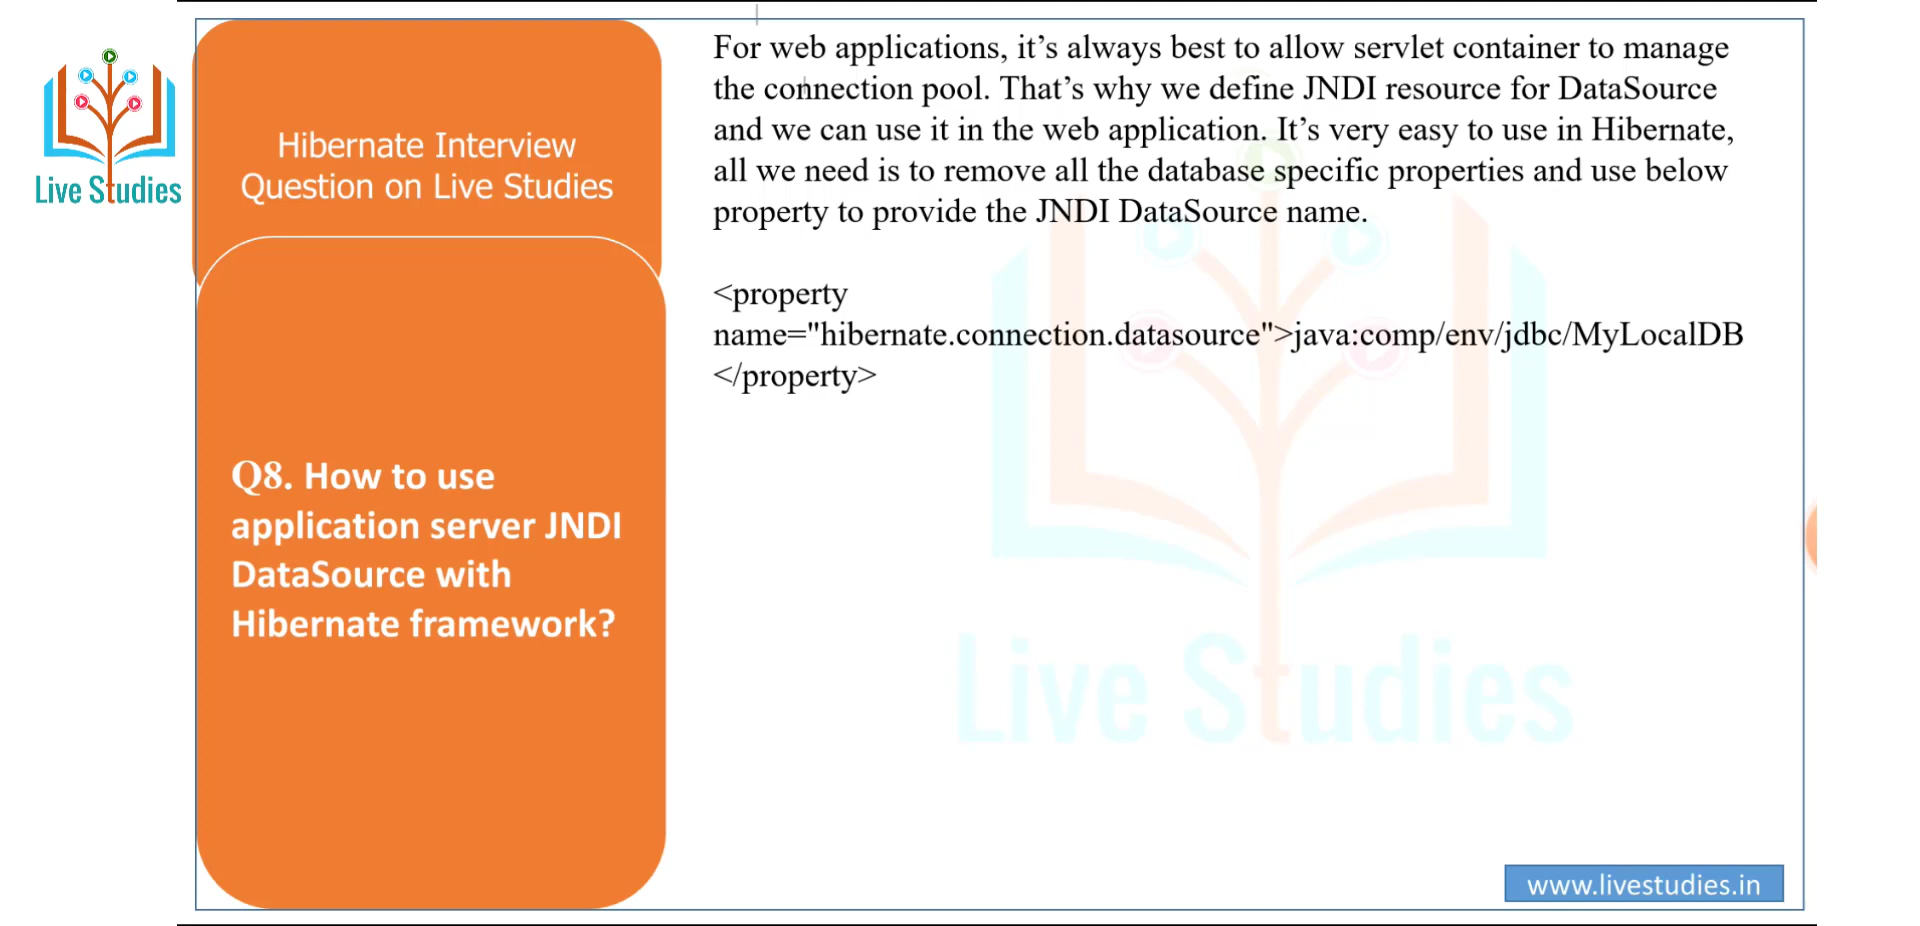 Live Studies
Hibernate Interview
Question on Live Studies
Q8. How to use
application server JNDI
DataSource with
Hibernate framework?
For web applications, it’s always best to allow servlet container to manage
the connection pool. That’s why we define JNDI resource for DataSource
and we can use it in the web application. It’s very easy to use in Hibernate,
all we need is to remove all the database specific properties and use below
property to provide the JNDI DataSource name.
<property
name="hibernate.connection.datasource">java:comp/env/jdbc/MyLocalDB
</property>
Live Studies
www.livestudies.in